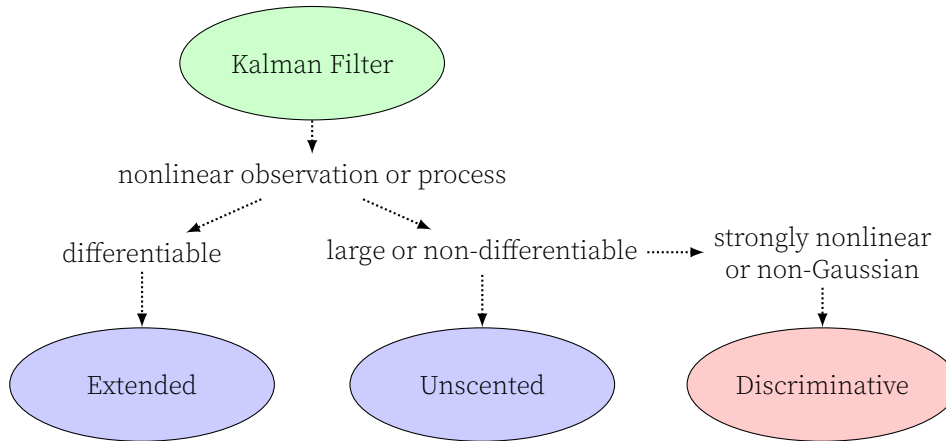 Kalman Filter
nonlinear observation or process
differentiable
large or non-differentiable
strongly nonlinear
or non-Gaussian
Extended
Unscented
Discriminative